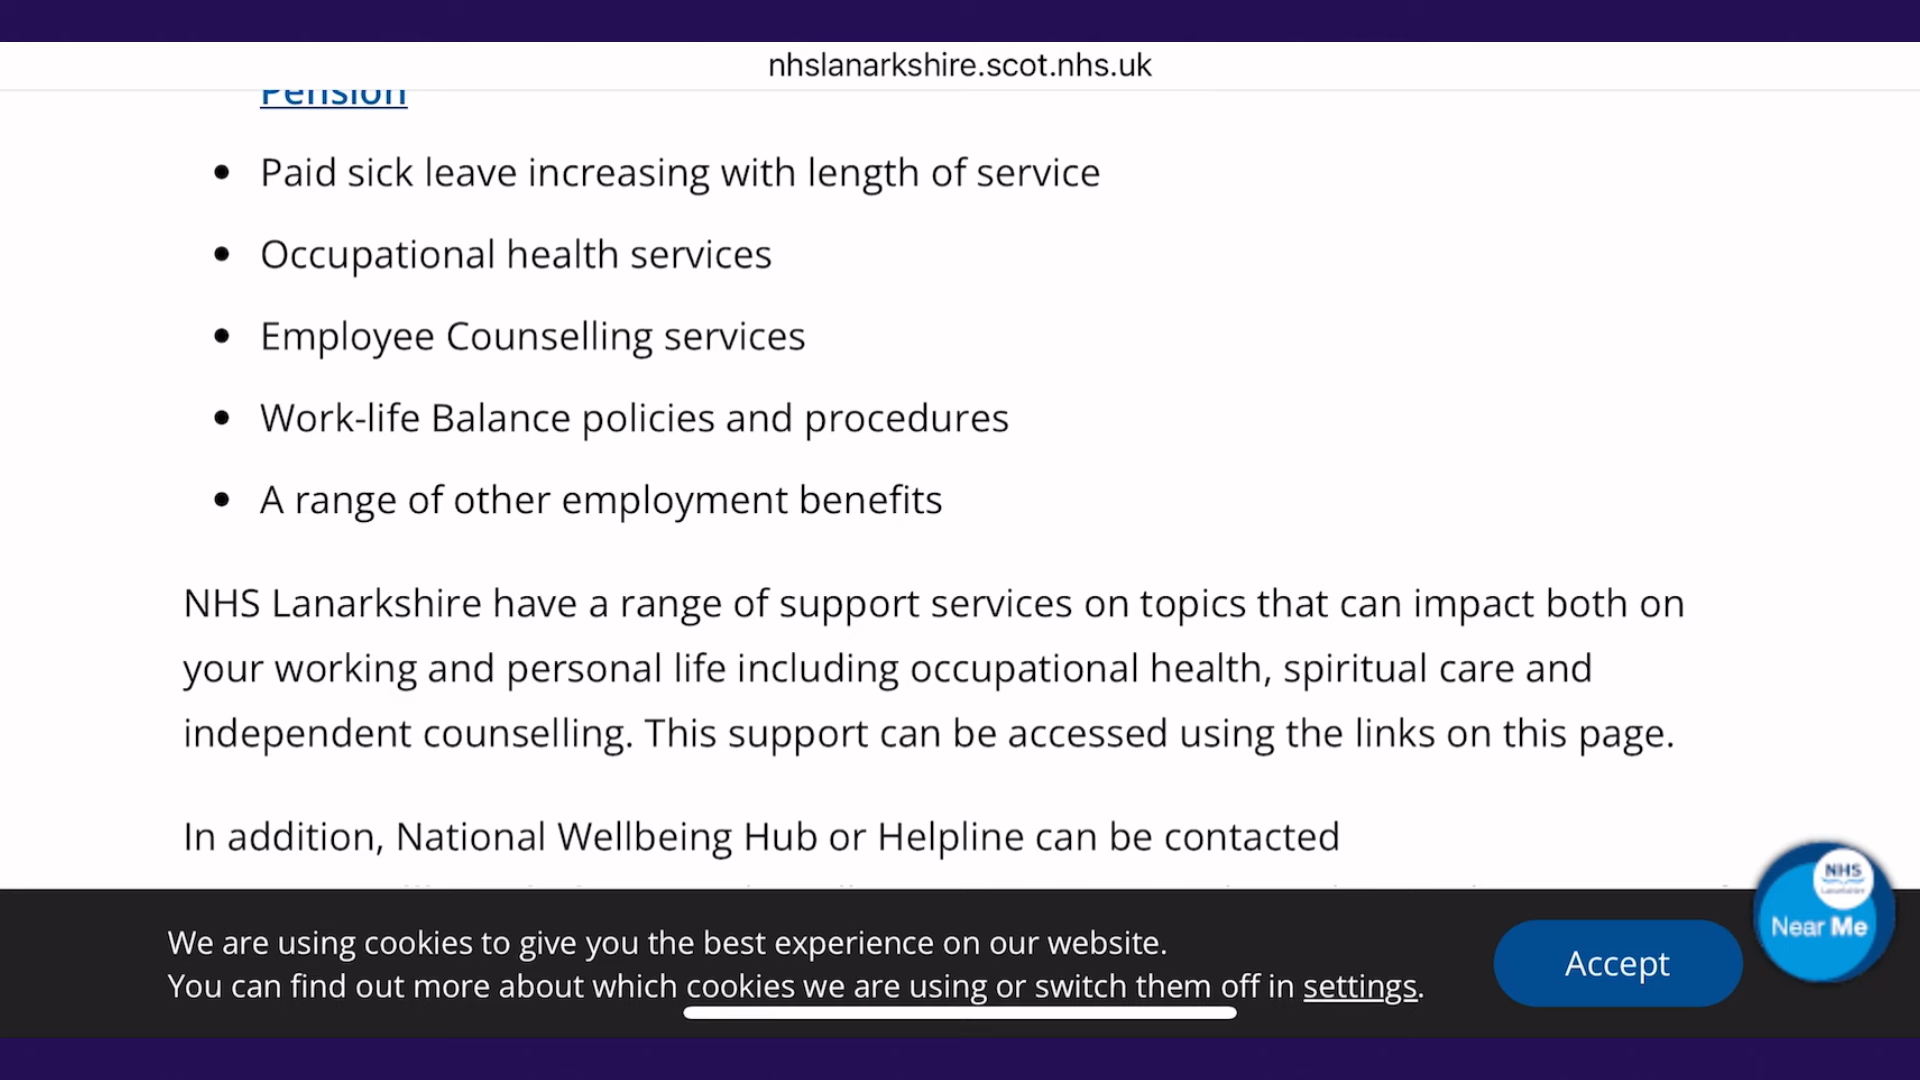 nhslanarkshire.scot.nhs.uk
Pension
• Paid sick leave increasing with length of service
• Occupational health services
• Employee Counselling services
• Work-life Balance policies and procedures
• A range of other employment benefits
NHS Lanarkshire have a range of support services on topics that can impact both on
your working and personal life including occupational health, spiritual care and
independent counselling. This support can be accessed using the links on this page.
In addition, National Wellbeing Hub or Helpline can be contacted
We are using cookies to give you the best experience on our website.
You can find out more about which cookies we are using or switch them off in settings.
Accept
NHS
Lanarkshire
Near Me